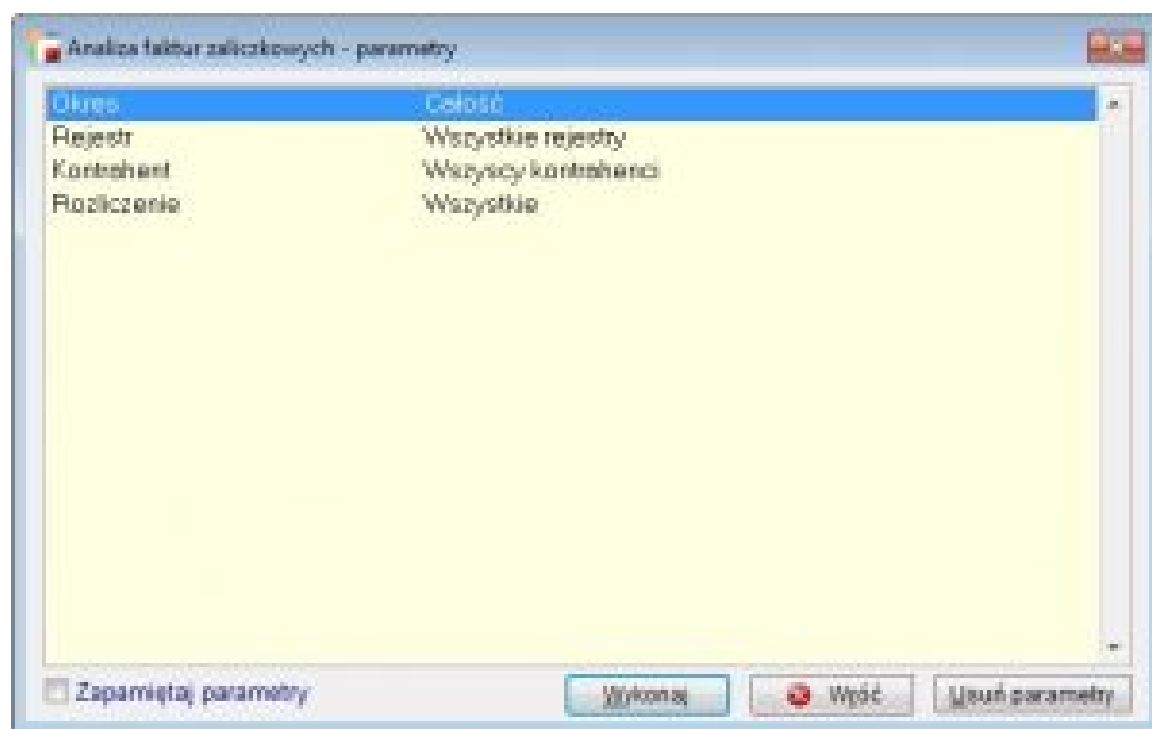 Analiza faktur zaliczkowych - parametry
Okres Całość
Rejestr Wszystkie rejestry
Kontrahent Wszyscy kontrahenci
Rozliczenie Wszystkie
Zapamiętaj parametry
Wykonaj Wyjść Usuń parametry